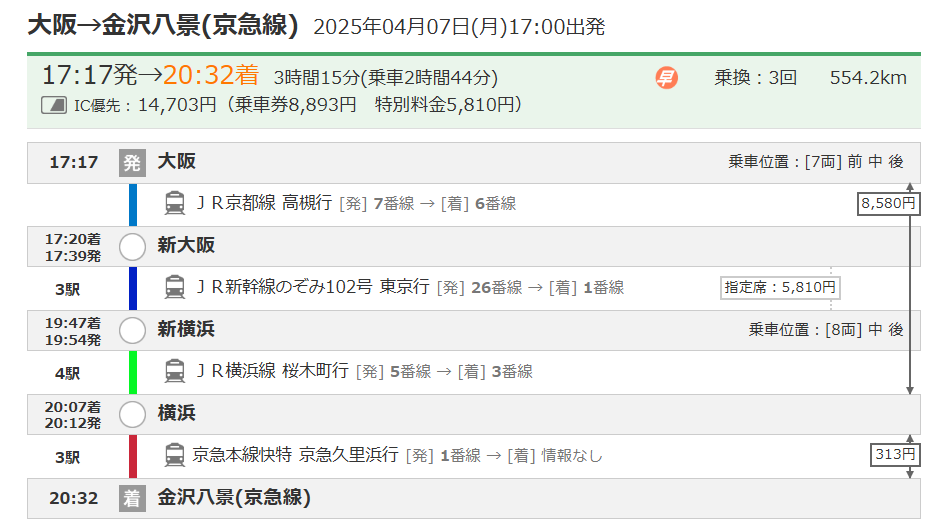 大阪→金沢八景(京急線) 2025年04月07日(月)17:00出発
17:17発→20:32着 3時間15分(乗車2時間44分) 早 乗換：3回 554.2km
IC優先：14,703円（乗車券8,893円 特別料金5,810円）
17:17 発 大阪 乗車位置：[7両] 前 中 後
ＪＲ京都線 高槻行 [発] 7番線 → [着] 6番線 8,580円
17:20着
17:39発 新大阪
3駅 ＪＲ新幹線のぞみ102号 東京行 [発] 26番線 → [着] 1番線 指定席：5,810円
19:47着
19:54発 新横浜 乗車位置：[8両] 中 後
4駅 ＪＲ横浜線 桜木町行 [発] 5番線 → [着] 3番線
20:07着
20:12発 横浜
3駅 京急本線快特 京急久里浜行 [発] 1番線 → [着] 情報なし 313円
20:32 着 金沢八景(京急線)